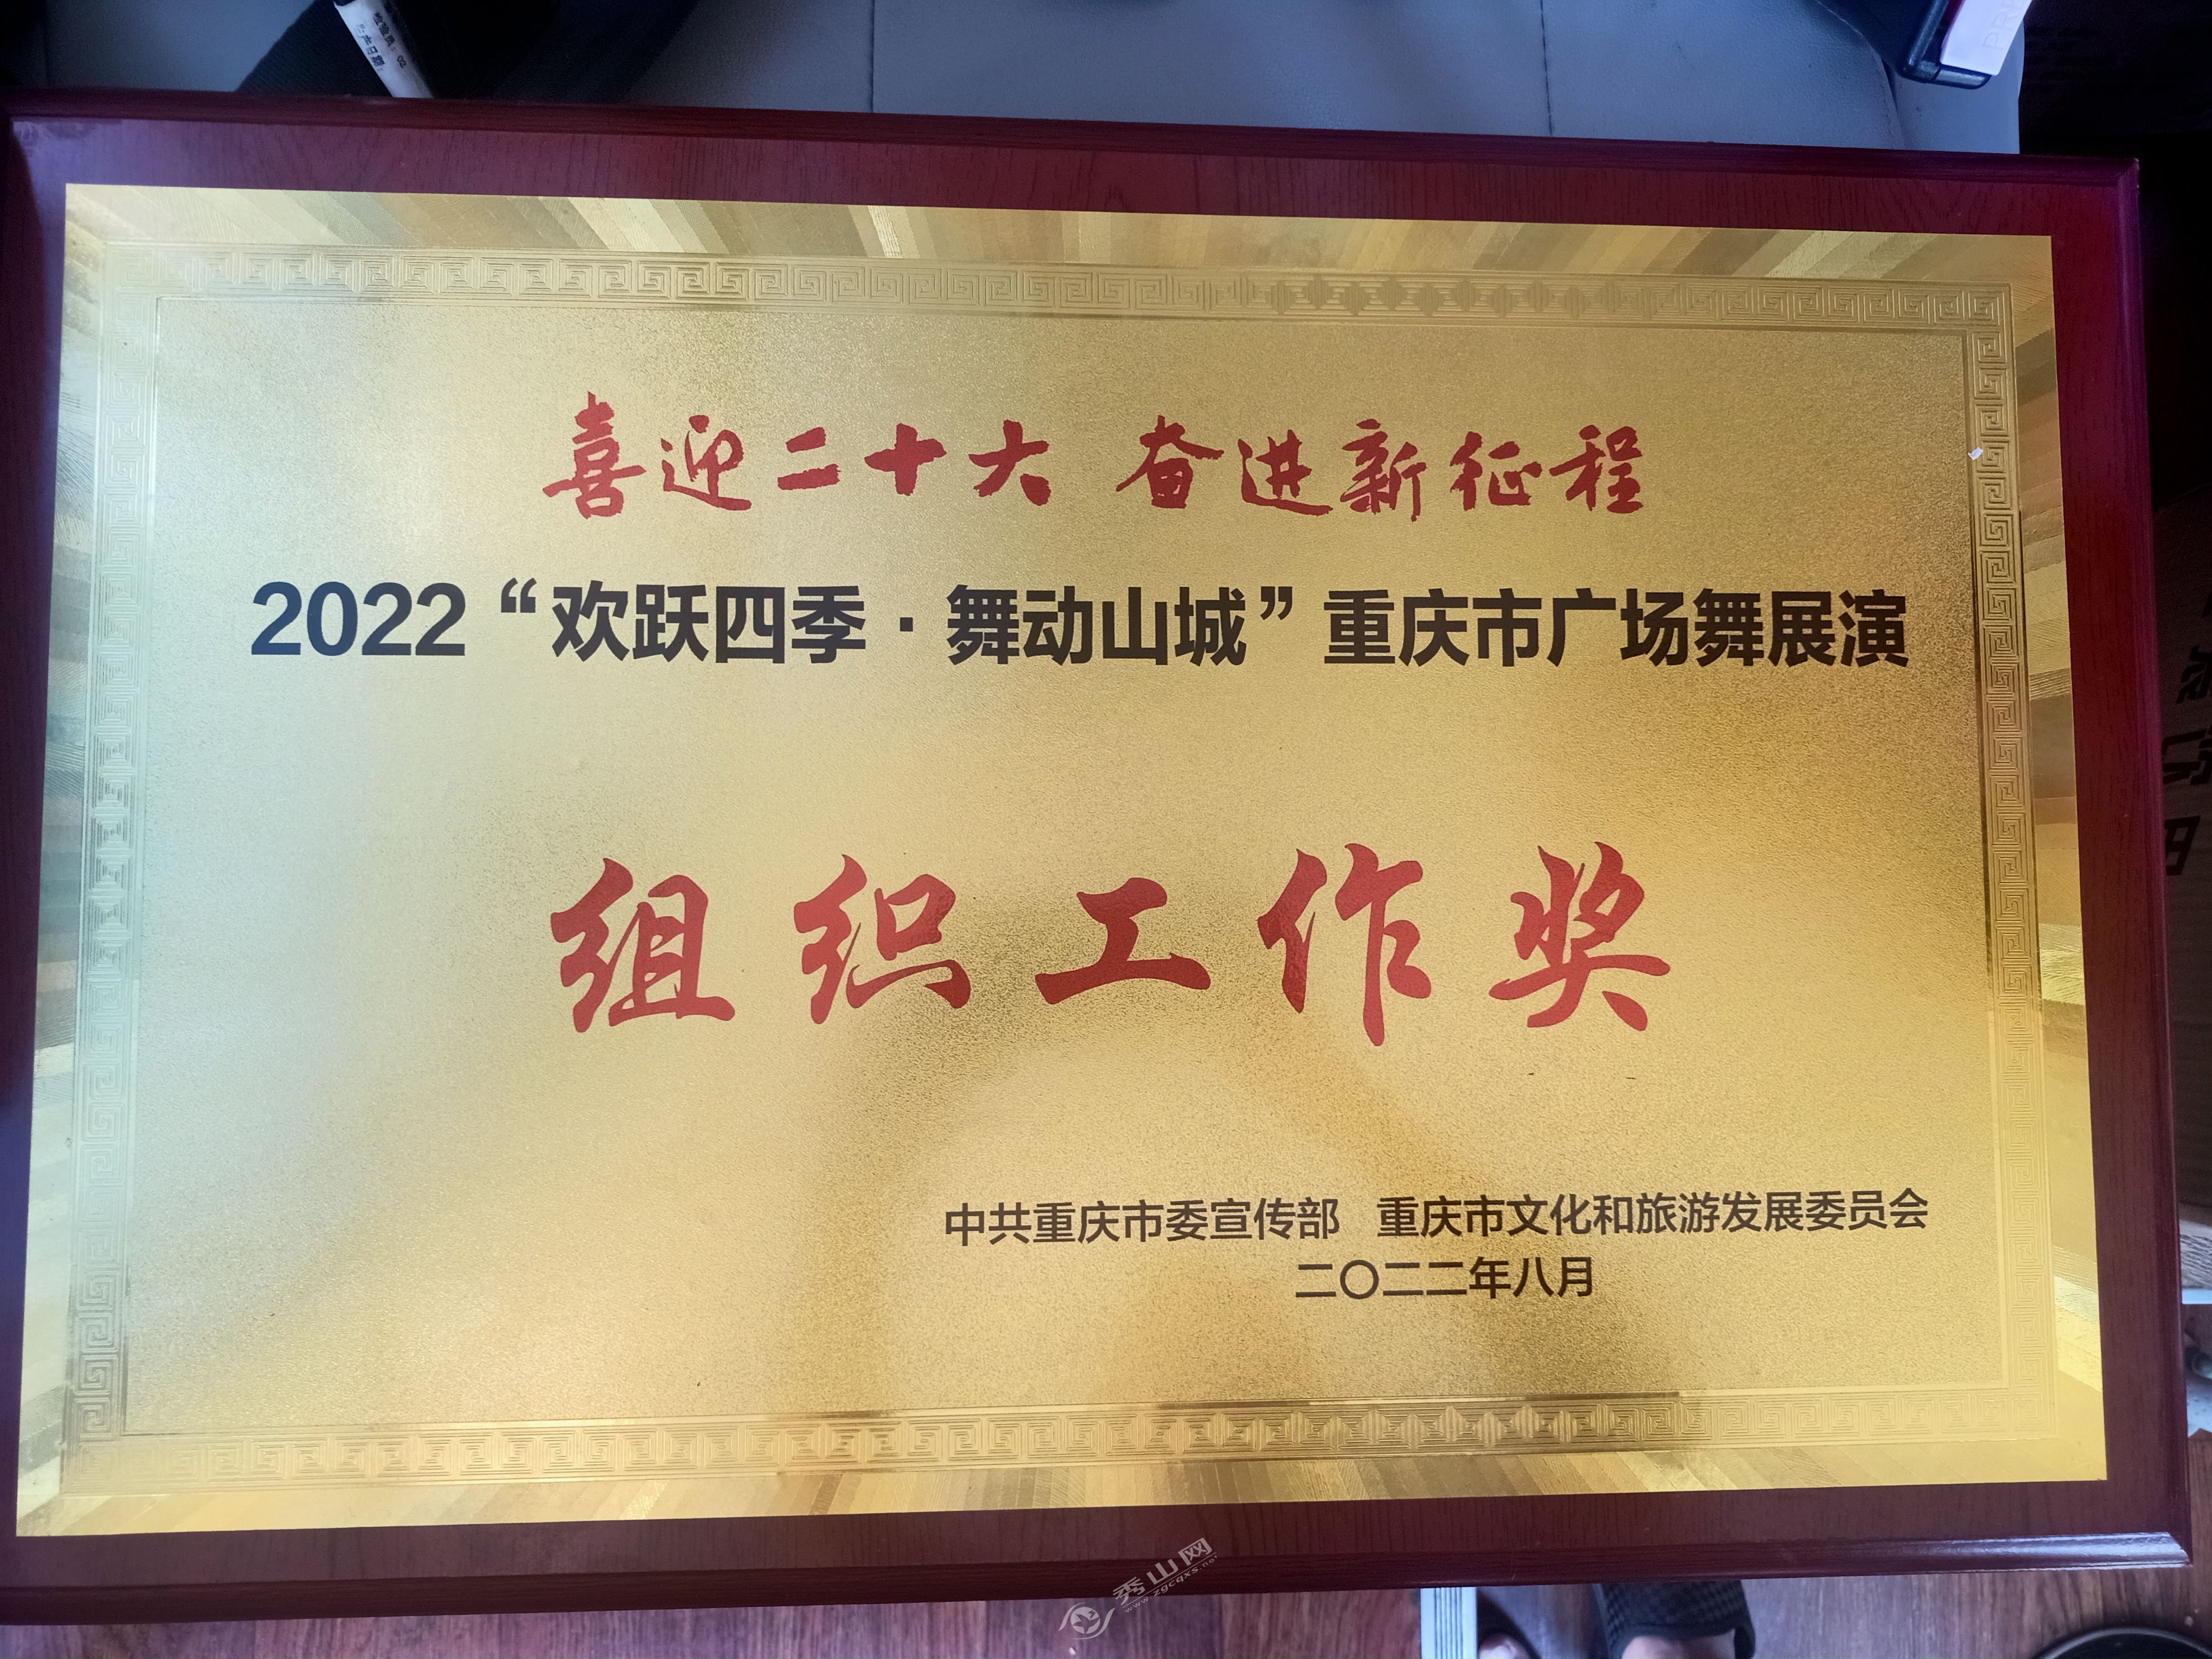 喜迎二十大 奋进新征程
2022“欢跃四季·舞动山城”重庆市广场舞展演
组织工作奖
中共重庆市委宣传部 重庆市文化和旅游发展委员会
二〇二二年八月
秀山网
www.zgcqxs.net